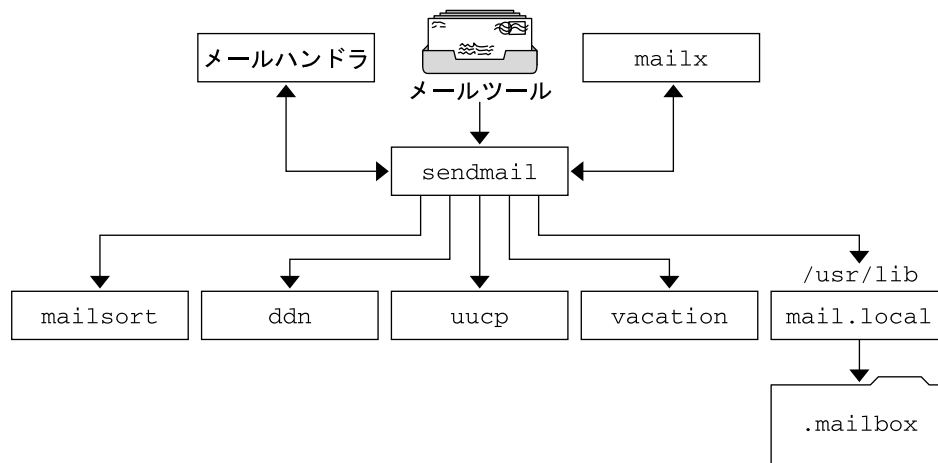 メールハンドラ
メールツール
mailx
sendmail
/usr/lib
mailsort
ddn
uucp
vacation
mail.local
.mailbox